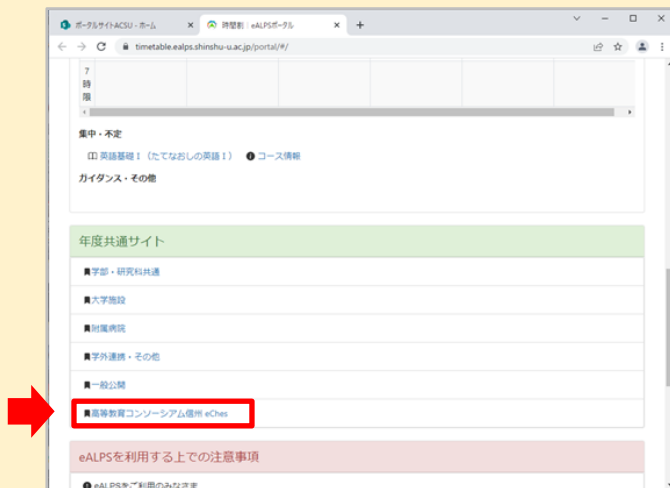 ポータルサイトACSU - ホーム
時間割 | eALPSポータル
timetable.ealps.shinshu-u.ac.jp/portal/#/
7
時
限
集中・不定
英語基礎Ⅰ（たてなおしの英語Ⅰ） コース情報
ガイダンス・その他
年度共通サイト
学部・研究科共通
大学施設
附属病院
学外連携・その他
一般公開
高等教育コンソーシアム信州 eChes
eALPSを利用する上での注意事項
eALPSをご利用のみなさま